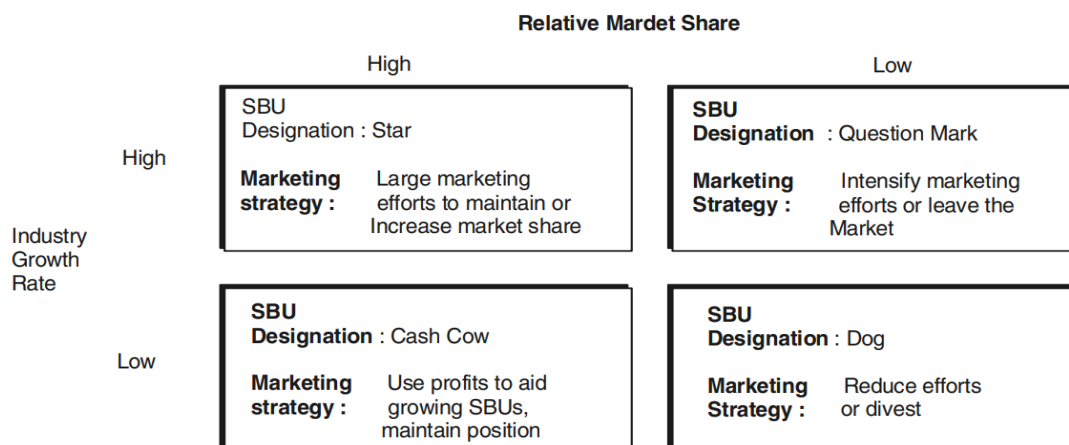 Relative Mardet Share
High
Low
High
SBU
Designation : Star
Marketing Large marketing
strategy : efforts to maintain or
Increase market share
SBU
Designation : Question Mark
Marketing Intensify marketing
Strategy : efforts or leave the
Market
Industry
Growth
Rate
Low
SBU
Designation : Cash Cow
Marketing Use profits to aid
strategy : growing SBUs,
maintain position
SBU
Designation : Dog
Marketing Reduce efforts
Strategy : or divest